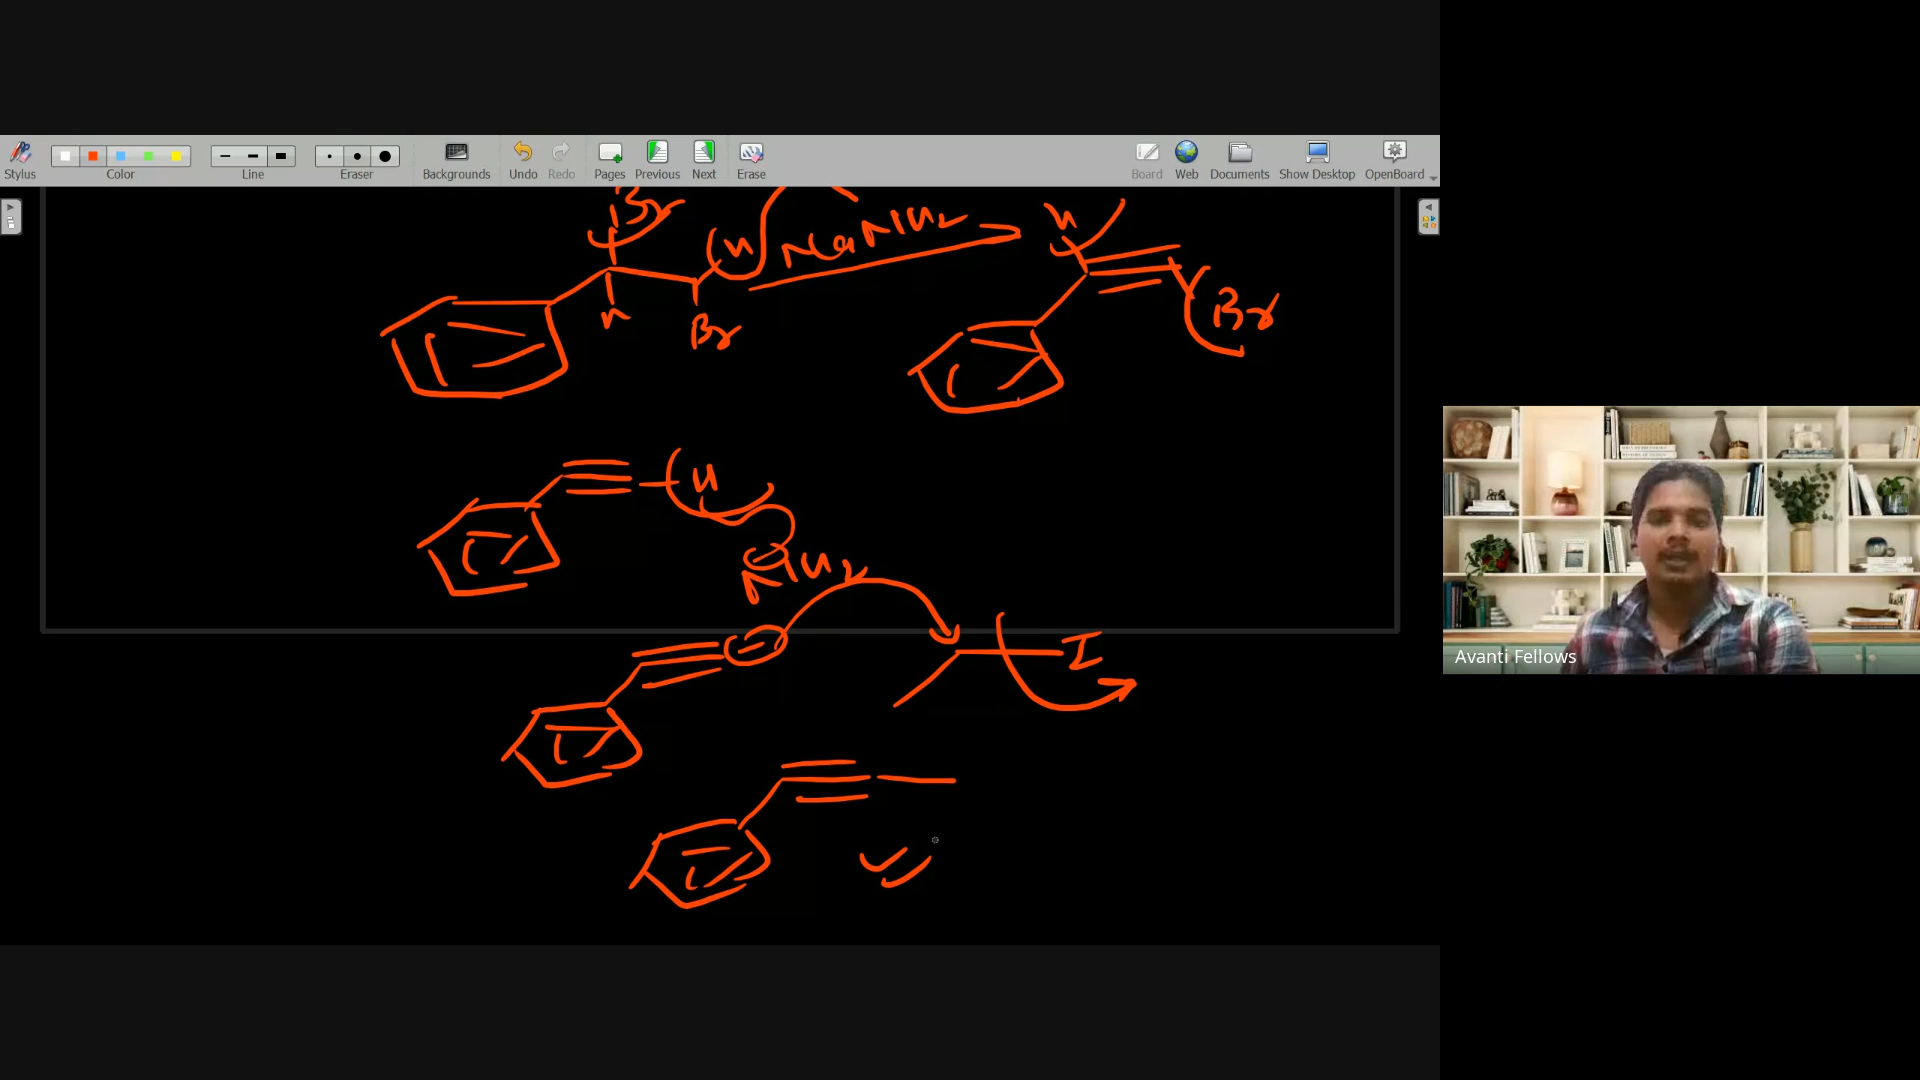 Stylus Color Line Eraser Backgrounds Undo Redo Pages Previous Next Erase Board Web Documents Show Desktop OpenBoard
Br
H NaNH2 H
H Br Br
H
NH2
I
Avanti Fellows